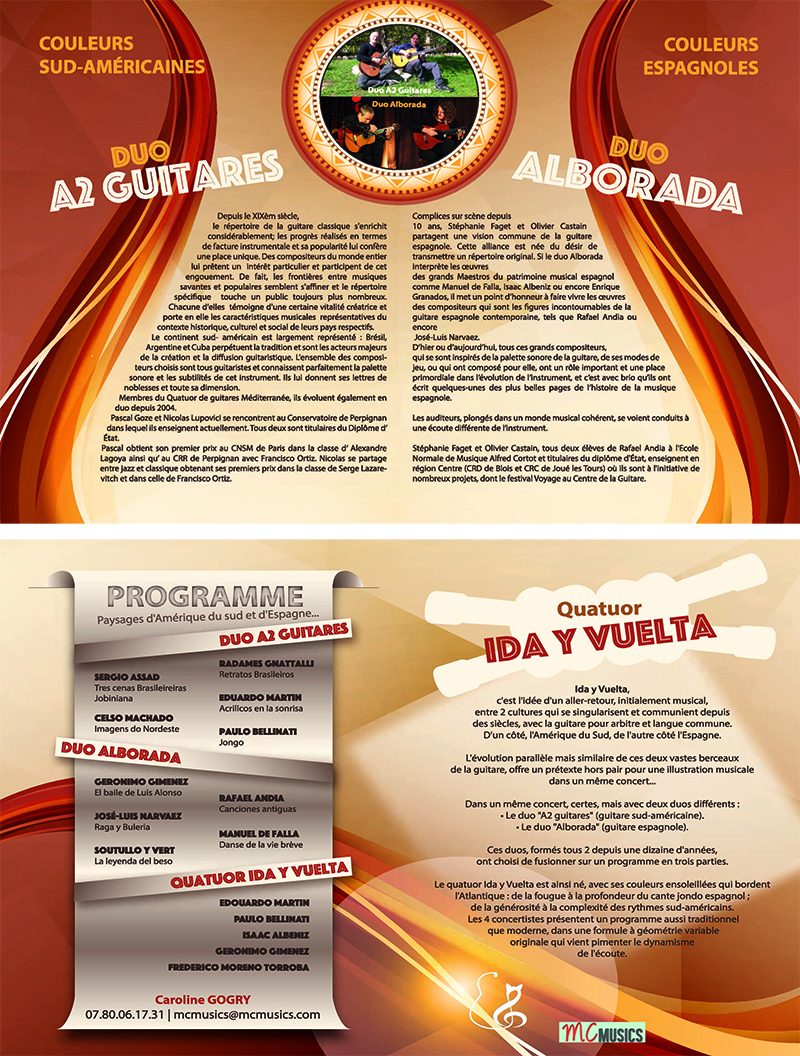 COULEURS
SUD-AMÉRICAINES
Duo A2 Guitares
Duo Alborada
COULEURS
ESPAGNOLES
DUO
A2 GUITARES
DUO
ALBORADA
Depuis le XIXèm siècle,
le répertoire de la guitare classique s'enrichit
considérablement; les progrès réalisés en termes
de facture instrumentale et sa popularité lui confère
une place unique. Des compositeurs du monde entier
lui prêtent un intérêt particulier et participent de cet
engouement. De fait, les frontières entre musiques
savantes et populaires semblent s'affiner et le répertoire
spécifique touche un public toujours plus nombreux.
Chacune d'elles témoigne d'une certaine vitalité créatrice et
porte en elle les caractéristiques musicales représentatives du
contexte historique, culturel et social de leurs pays respectifs.
Le continent sud- américain est largement représenté : Brésil,
Argentine et Cuba perpétuent la tradition et sont les acteurs majeurs
de la création et la diffusion guitaristique. L'ensemble des composi-
teurs choisis sont tous guitaristes et connaissent parfaitement la palette
sonore et les subtilités de cet instrument. Ils lui donnent ses lettres de
noblesses et toute sa dimension.
Membres du Quatuor de guitares Méditerranée, ils évoluent également en
duo depuis 2004.
Pascal Goze et Nicolas Lupovici se rencontrent au Conservatoire de Perpignan
dans lequel ils enseignent actuellement. Tous deux sont titulaires du Diplôme d'
État.
Pascal obtient son premier prix au CNSM de Paris dans la classe d' Alexandre
Lagoya ainsi qu' au CRR de Perpignan avec Francisco Ortiz. Nicolas se partage
entre jazz et classique obtenant ses premiers prix dans la classe de Serge Lazare-
vitch et dans celle de Francisco Ortiz.
Complices sur scène depuis
10 ans, Stéphanie Faget et Olivier Castain
partagent une vision commune de la guitare
espagnole. Cette alliance est née du désir de
transmettre un répertoire original. Si le duo Alborada
interprète les œuvres
des grands Maestros du patrimoine musical espagnol
comme Manuel de Falla, Isaac Albeniz ou encore Enrique
Granados, il met un point d'honneur à faire vivre les œuvres
des compositeurs qui sont les figures incontournables de la
guitare espagnole contemporaine, tels que Rafael Andia ou
encore
José-Luis Narvaez.
D'hier ou d'aujourd'hui, tous ces grands compositeurs,
qui se sont inspirés de la palette sonore de la guitare, de ses modes de
jeu, ou qui ont composé pour elle, ont un rôle important et une place
primordiale dans l'évolution de l'instrument, et c'est avec brio qu'ils ont
écrit quelques-unes des plus belles pages de l'histoire de la musique
espagnole.
Les auditeurs, plongés dans un monde musical cohérent, se voient conduits à
une écoute différente de l'instrument.
Stéphanie Faget et Olivier Castain, tous deux élèves de Rafael Andia à l'Ecole
Normale de Musique Alfred Cortot et titulaires du diplôme d'État, enseignent en
région Centre (CRD de Blois et CRC de Joué les Tours) où ils sont à l'initiative de
nombreux projets, dont le festival Voyage au Centre de la Guitare.
PROGRAMME
Paysages d'Amérique du sud et d'Espagne...
DUO A2 GUITARES
SERGIO ASSAD
Tres cenas Brasileireiras
Jobiniana
CELSO MACHADO
Imagens do Nordeste
RADAMES GNATTALLI
Retratos Brasileiros
EDUARDO MARTIN
Acrilicos en la sonrisa
PAULO BELLINATI
Jongo
DUO ALBORADA
GERONIMO GIMENEZ
El baile de Luis Alonso
JOSÉ-LUIS NARVAEZ
Raga y Buleria
SOUTULLO Y VERT
La leyenda del beso
RAFAEL ANDIA
Canciones antiguas
MANUEL DE FALLA
Danse de la vie brève
QUATUOR IDA Y VUELTA
EDOUARDO MARTIN
PAULO BELLINATI
ISAAC ALBENIZ
GERONIMO GIMENEZ
FREDERICO MORENO TORROBA
Caroline GOGRY
07.80.06.17.31 | mcmusics@mcmusics.com
Quatuor
IDA Y VUELTA
Ida y Vuelta,
c'est l'idée d'un aller-retour, initialement musical,
entre 2 cultures qui se singularisent et communient depuis
des siècles, avec la guitare pour arbitre et langue commune.
D'un côté, l'Amérique du Sud, de l'autre côté l'Espagne.
L'évolution parallèle mais similaire de ces deux vastes berceaux
de la guitare, offre un prétexte hors pair pour une illustration musicale
dans un même concert...
Dans un même concert, certes, mais avec deux duos différents :
• Le duo "A2 guitares" (guitare sud-américaine).
• Le duo "Alborada" (guitare espagnole).
Ces duos, formés tous 2 depuis une dizaine d'années,
ont choisi de fusionner sur un programme en trois parties.
Le quatuor Ida y Vuelta est ainsi né, avec ses couleurs ensoleillées qui bordent
l'Atlantique : de la fougue à la profondeur du cante jondo espagnol ;
de la générosité à la complexité des rythmes sud-américains.
Les 4 concertistes présentent un programme aussi traditionnel
que moderne, dans une formule à géométrie variable
originale qui vient pimenter le dynamisme
de l'écoute.
MC MUSICS